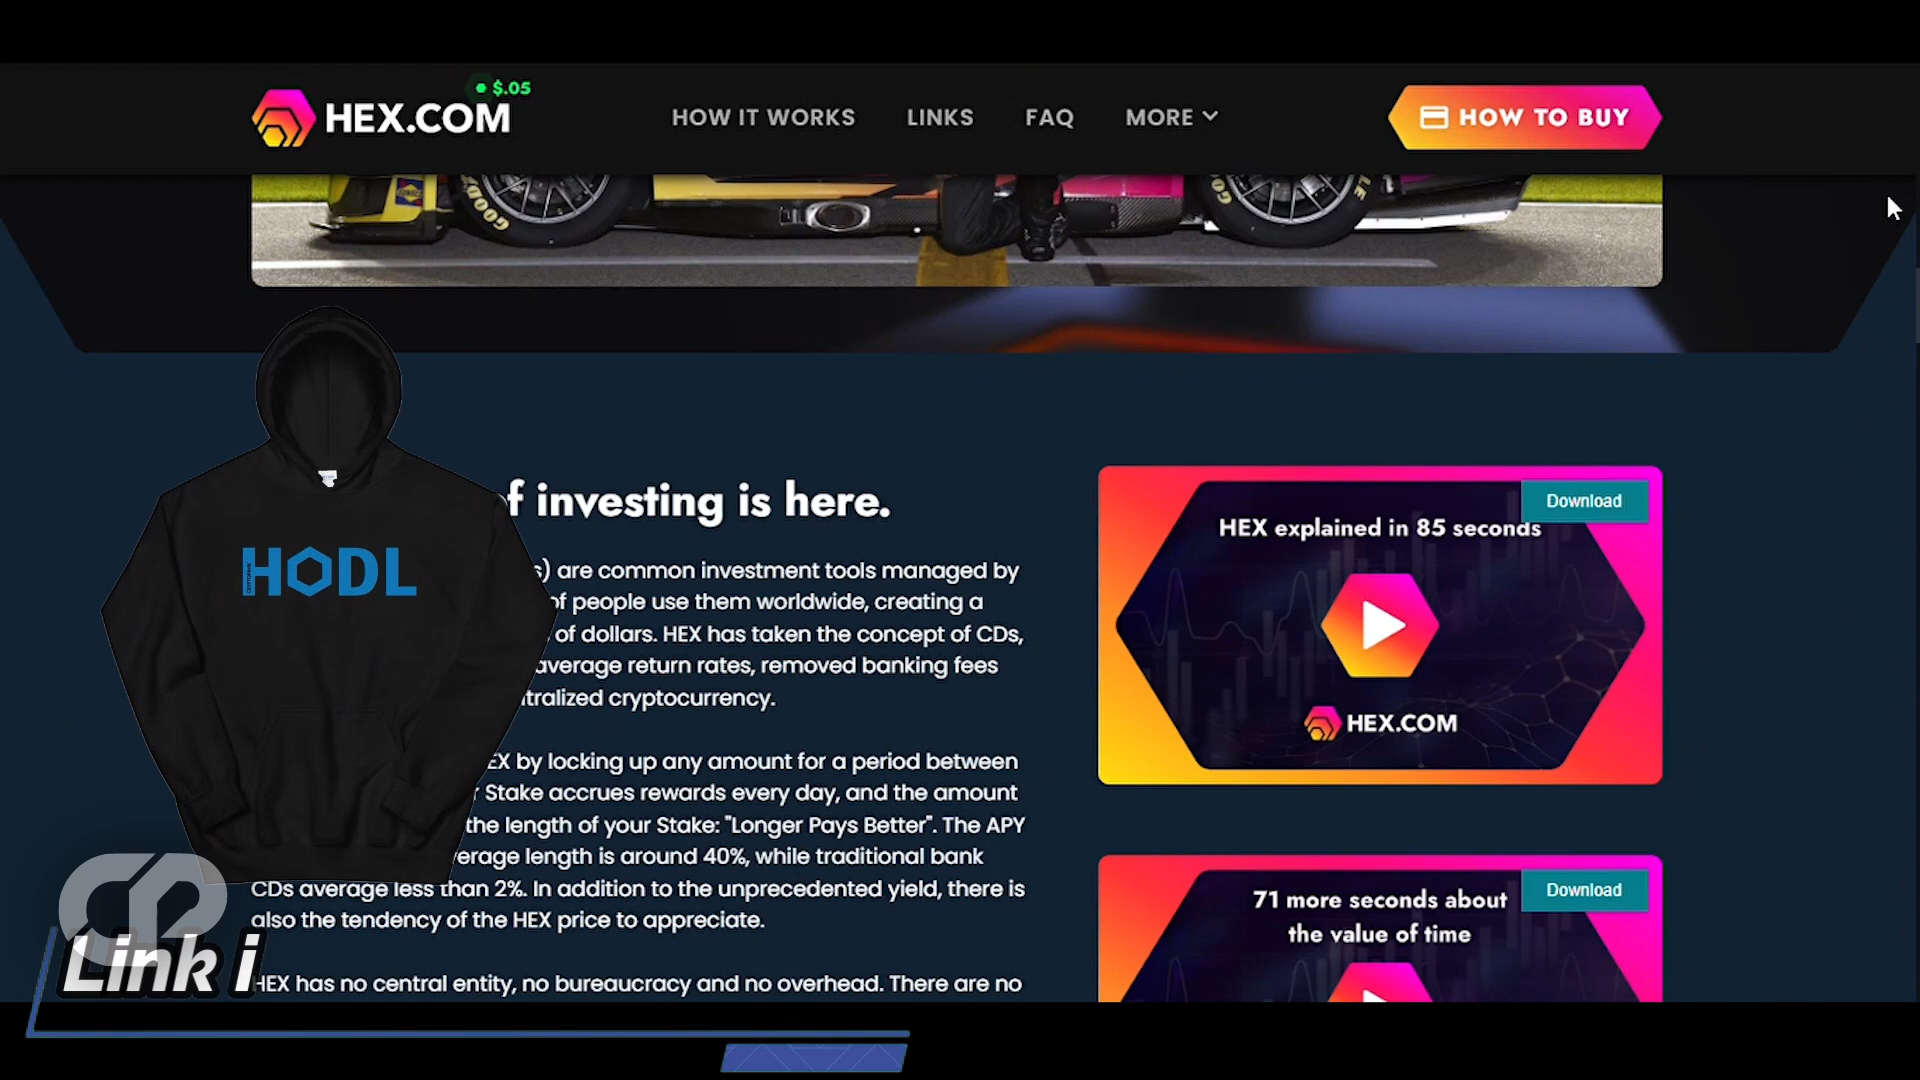 $.05
HEX.COM
HOW IT WORKS
LINKS
FAQ
MORE
HOW TO BUY
f investing is here.
s) are common investment tools managed by
of people use them worldwide, creating a
of dollars. HEX has taken the concept of CDs,
average return rates, removed banking fees
tralized cryptocurrency.
EX by locking up any amount for a period between
r Stake accrues rewards every day, and the amount
the length of your Stake: "Longer Pays Better". The APY
erage length is around 40%, while traditional bank
CDs average less than 2%. In addition to the unprecedented yield, there is
also the tendency of the HEX price to appreciate.
HEX has no central entity, no bureaucracy and no overhead. There are no
HODL
Link i
Download
HEX explained in 85 seconds
HEX.COM
Download
71 more seconds about
the value of time